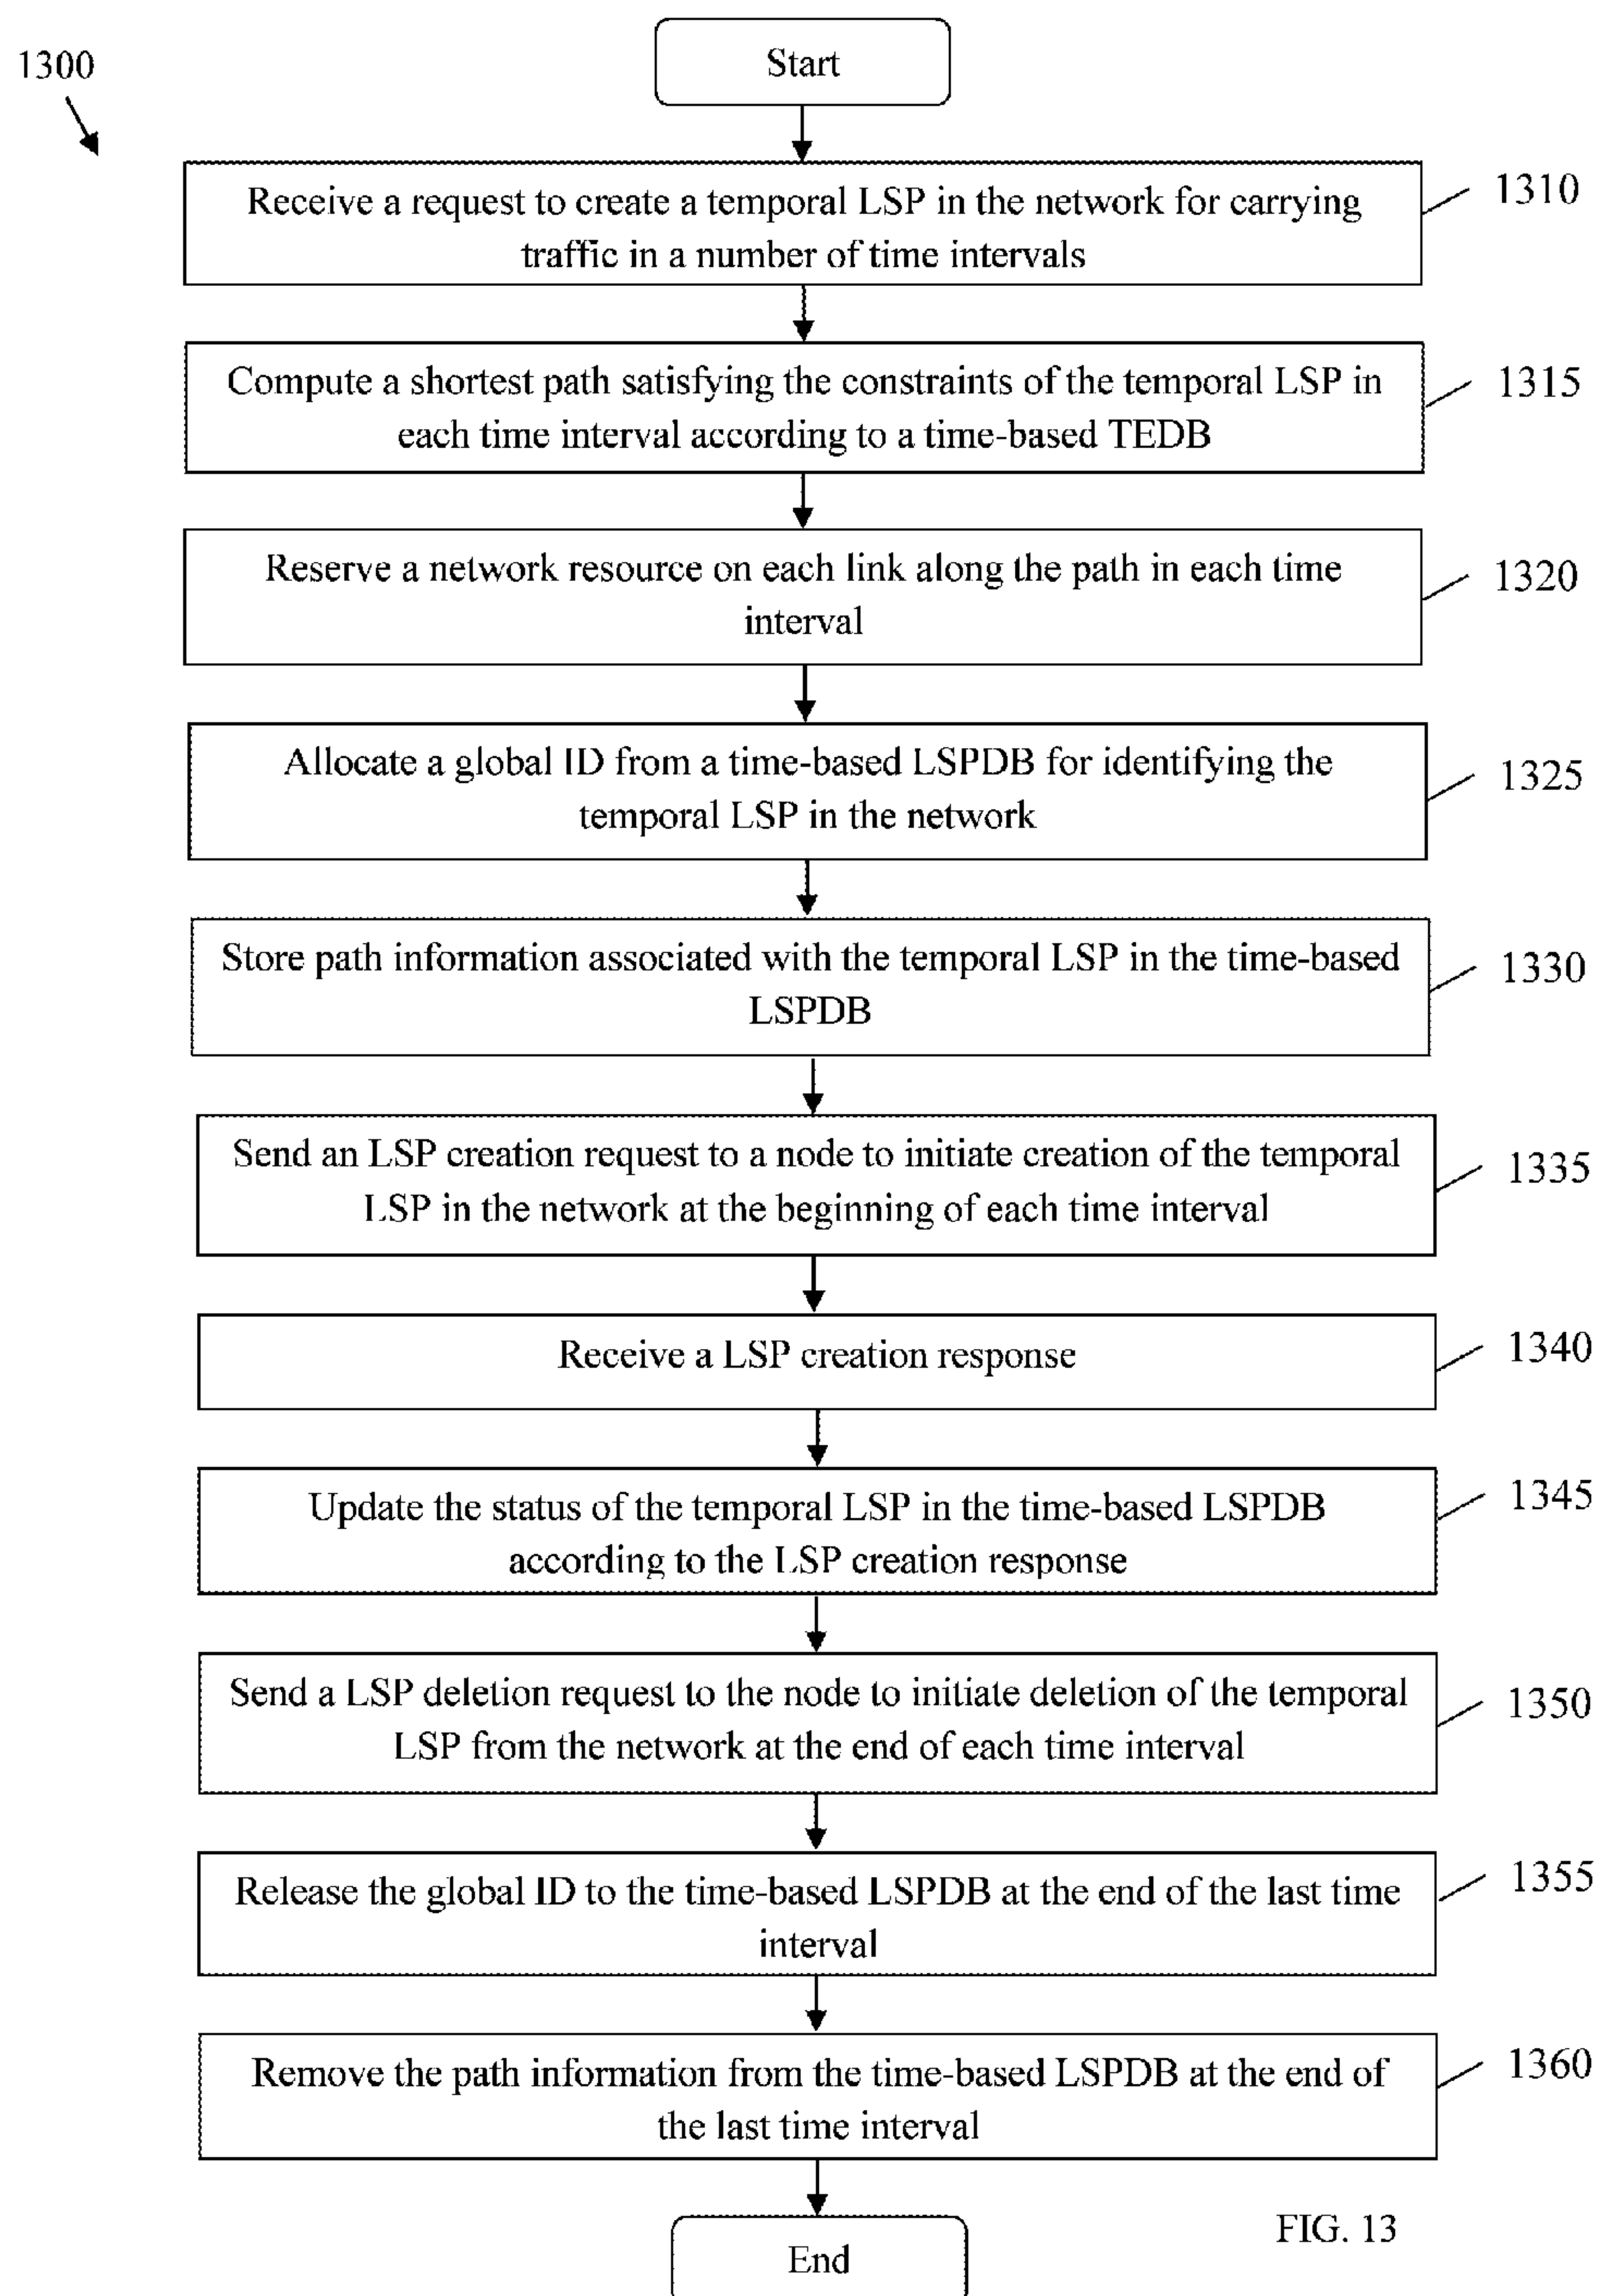 1300
Start
Receive a request to create a temporal LSP in the network for carrying
traffic in a number of time intervals
1310
Compute a shortest path satisfying the constraints of the temporal LSP in
each time interval according to a time-based TEDB
1315
Reserve a network resource on each link along the path in each time
interval
1320
Allocate a global ID from a time-based LSPDB for identifying the
temporal LSP in the network
1325
Store path information associated with the temporal LSP in the time-based
LSPDB
1330
Send an LSP creation request to a node to initiate creation of the temporal
LSP in the network at the beginning of each time interval
1335
Receive a LSP creation response
1340
Update the status of the temporal LSP in the time-based LSPDB
according to the LSP creation response
1345
Send a LSP deletion request to the node to initiate deletion of the temporal
LSP from the network at the end of each time interval
1350
Release the global ID to the time-based LSPDB at the end of the last time
interval
1355
Remove the path information from the time-based LSPDB at the end of
the last time interval
1360
End
FIG. 13